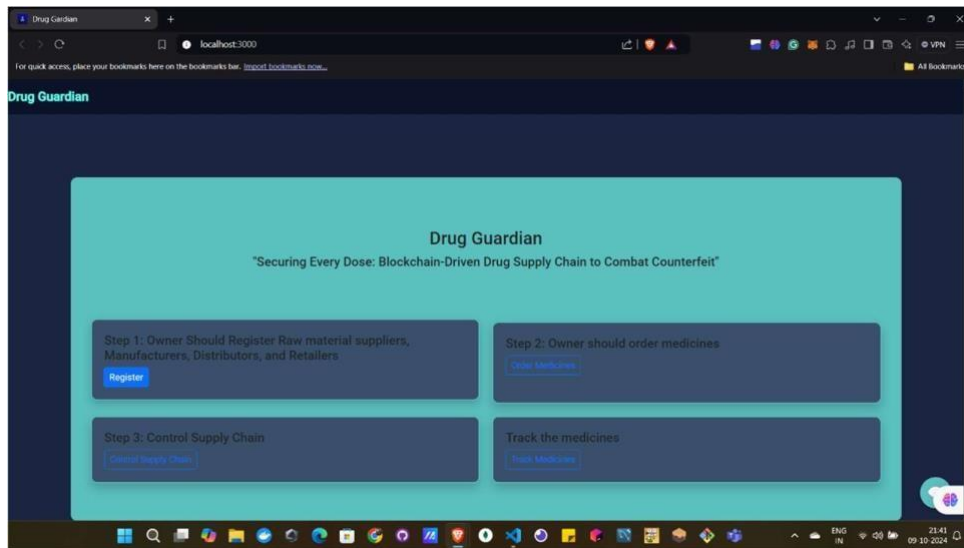 Drug Gardian
localhost:3000
VPN
For quick access, place your bookmarks here on the bookmarks bar. Import bookmarks now...
All Bookmarks
Drug Guardian
Drug Guardian
"Securing Every Dose: Blockchain-Driven Drug Supply Chain to Combat Counterfeit"
Step 1: Owner Should Register Raw material suppliers,
Manufacturers, Distributors, and Retailers
Register
Step 2: Owner should order medicines
Order Medicines
Step 3: Control Supply Chain
Control Supply Chain
Track the medicines
Track Medicines
ENG
IN
21:41
09-10-2024